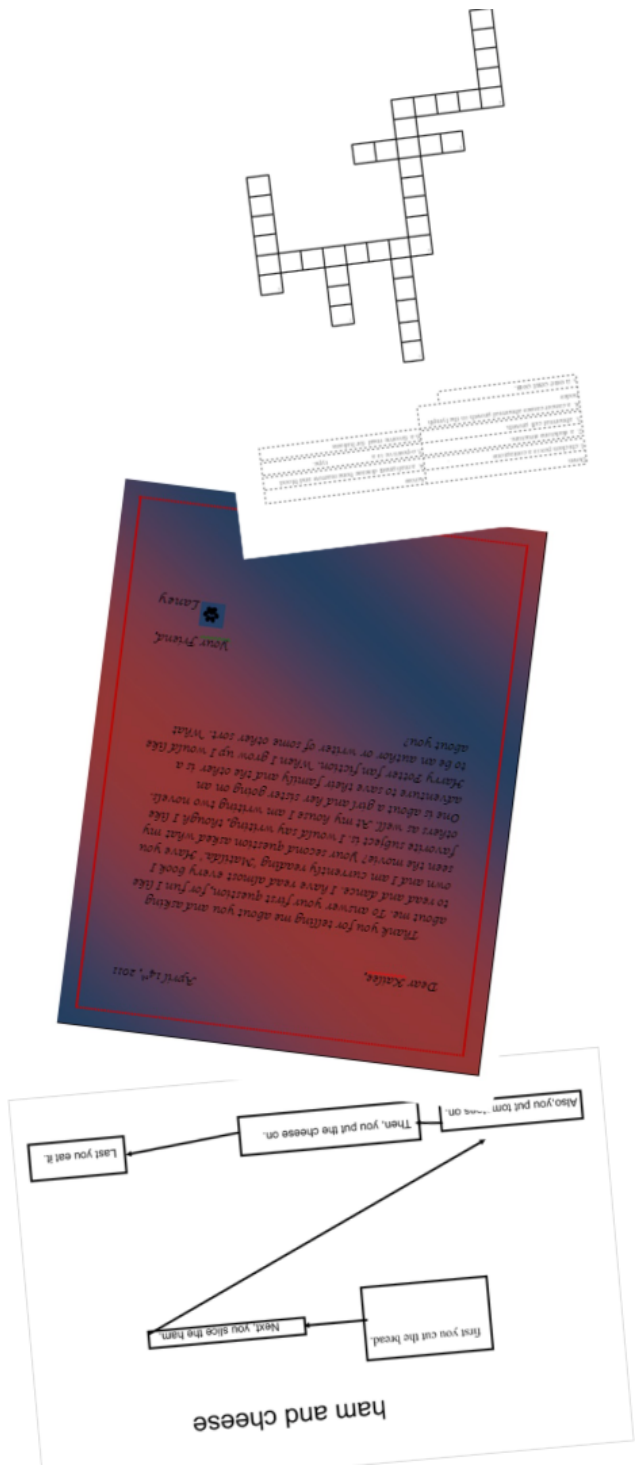 ham and cheese
first you cut the bread.
Next, you slice the ham.
Also,you put on.
Then, you put the cheese on.
Last you eat it.
Dear Kailee,
April 14th, 2011
Thank you for telling me about you and asking
about me. To answer your first question, for fun I like
to read and dance. I have read almost every book I
own and I am currently reading "Matilda." Have you
seen the movie? Your second question asked what my
favorite subject is. I would say writing, though I like
others as well. At my house I am writing two novels.
One is about a girl and her sister going on an
adventure to save their family and the other is a
Harry Potter fan fiction. When I grow up I would like
to be an author or writer of some other sort. What
about you?
Your Friend,
Laney
abnormal cell growth